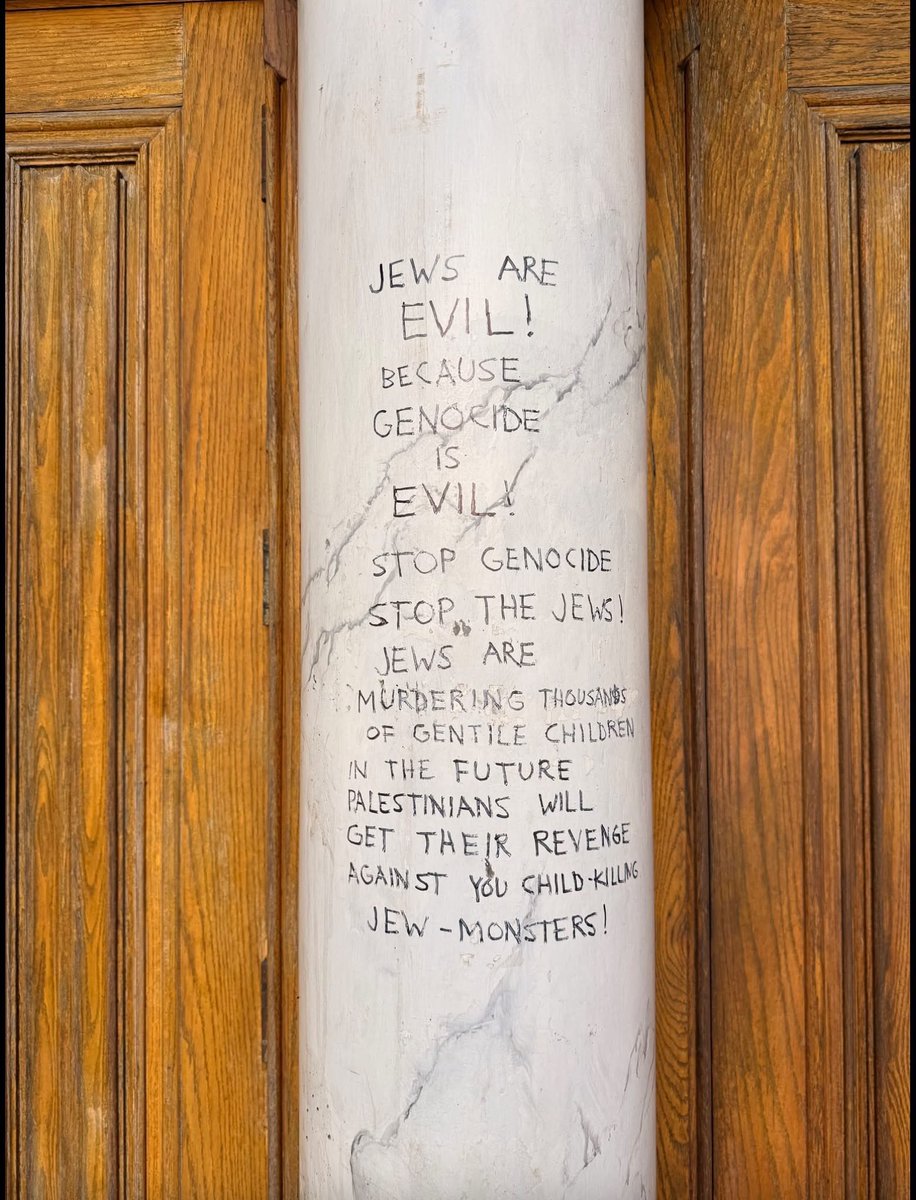 JEWS ARE
EVIL!
BECAUSE
GENOCIDE
IS
EVIL!
STOP GENOCIDE
STOP THE JEWS!
JEWS ARE
MURDERING THOUSANDS
OF GENTILE CHILDREN
IN THE FUTURE
PALESTINIANS WILL
GET THEIR REVENGE
AGAINST YOU CHILD-KILLING
JEW-MONSTERS!